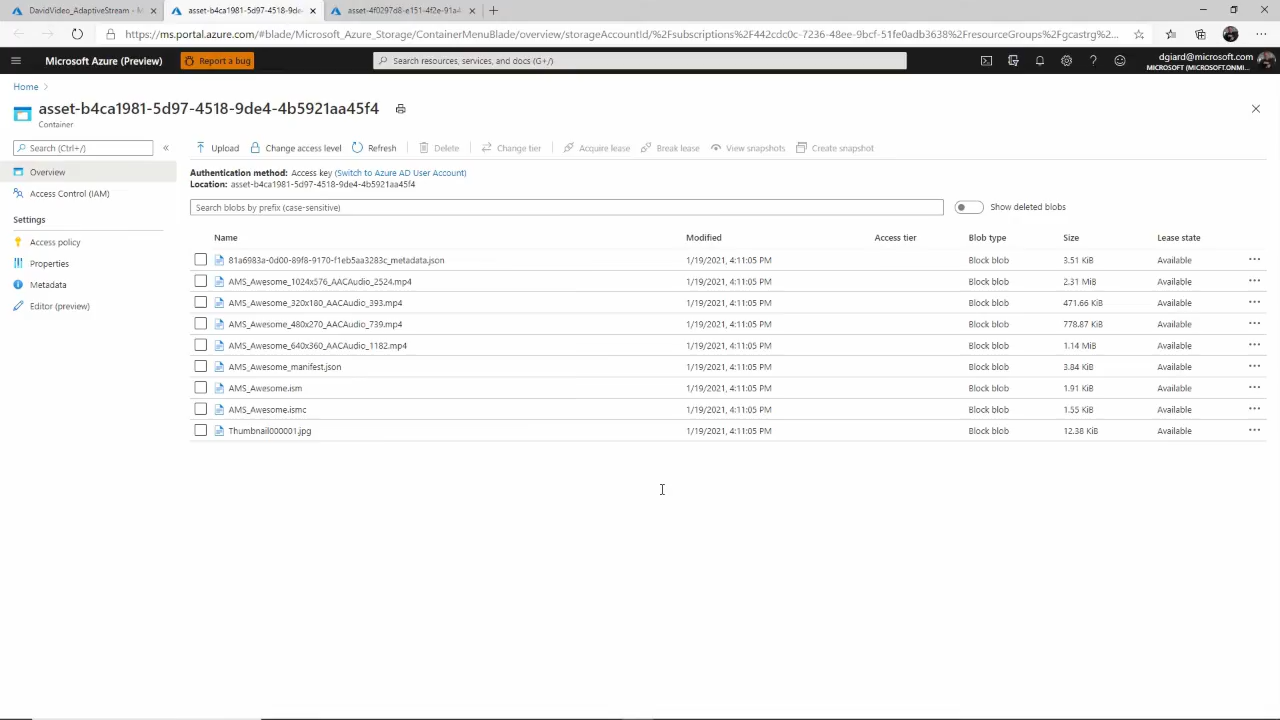 DavidVideo_AdaptiveStream - M
asset-b4ca1981-5d97-4518-9de4-
asset-4f0297d8-e151-4f2e-91a4-
https://ms.portal.azure.com/#blade/Microsoft_Azure_Storage/ContainerMenuBlade/overview/storageAccountId/%2Fsubscriptions%2F442cdc0c-7236-48ee-9bcf-51fe0adb3638%2FresourceGroups%2Fgcastrg%2...
Microsoft Azure (Preview)
Report a bug
Search resources, services, and docs (G+/)
dgiard@microsoft.com
MICROSOFT (MICROSOFT.ONMI...
Home
asset-b4ca1981-5d97-4518-9de4-4b5921aa45f4
Container
Search (Ctrl+/)
«
Upload Change access level Refresh Delete Change tier Acquire lease Break lease View snapshots Create snapshot
Overview
Access Control (IAM)
Settings
Access policy
Properties
Metadata
Editor (preview)
Authentication method: Access key (Switch to Azure AD User Account)
Location: asset-b4ca1981-5d97-4518-9de4-4b5921aa45f4
Search blobs by prefix (case-sensitive)
Show deleted blobs
Name Modified Access tier Blob type Size Lease state
81a6983a-0d00-89f8-9170-f1eb5aa3283c_metadata.json 1/19/2021, 4:11:05 PM Block blob 3.51 KiB Available
AMS_Awesome_1024x576_AACAudio_2524.mp4 1/19/2021, 4:11:05 PM Block blob 2.31 MiB Available
AMS_Awesome_320x180_AACAudio_393.mp4 1/19/2021, 4:11:05 PM Block blob 471.66 KiB Available
AMS_Awesome_480x270_AACAudio_739.mp4 1/19/2021, 4:11:05 PM Block blob 778.87 KiB Available
AMS_Awesome_640x360_AACAudio_1182.mp4 1/19/2021, 4:11:05 PM Block blob 1.14 MiB Available
AMS_Awesome_manifest.json 1/19/2021, 4:11:05 PM Block blob 3.84 KiB Available
AMS_Awesome.ism 1/19/2021, 4:11:05 PM Block blob 1.91 KiB Available
AMS_Awesome.ismc 1/19/2021, 4:11:05 PM Block blob 1.55 KiB Available
Thumbnail000001.jpg 1/19/2021, 4:11:05 PM Block blob 12.38 KiB Available